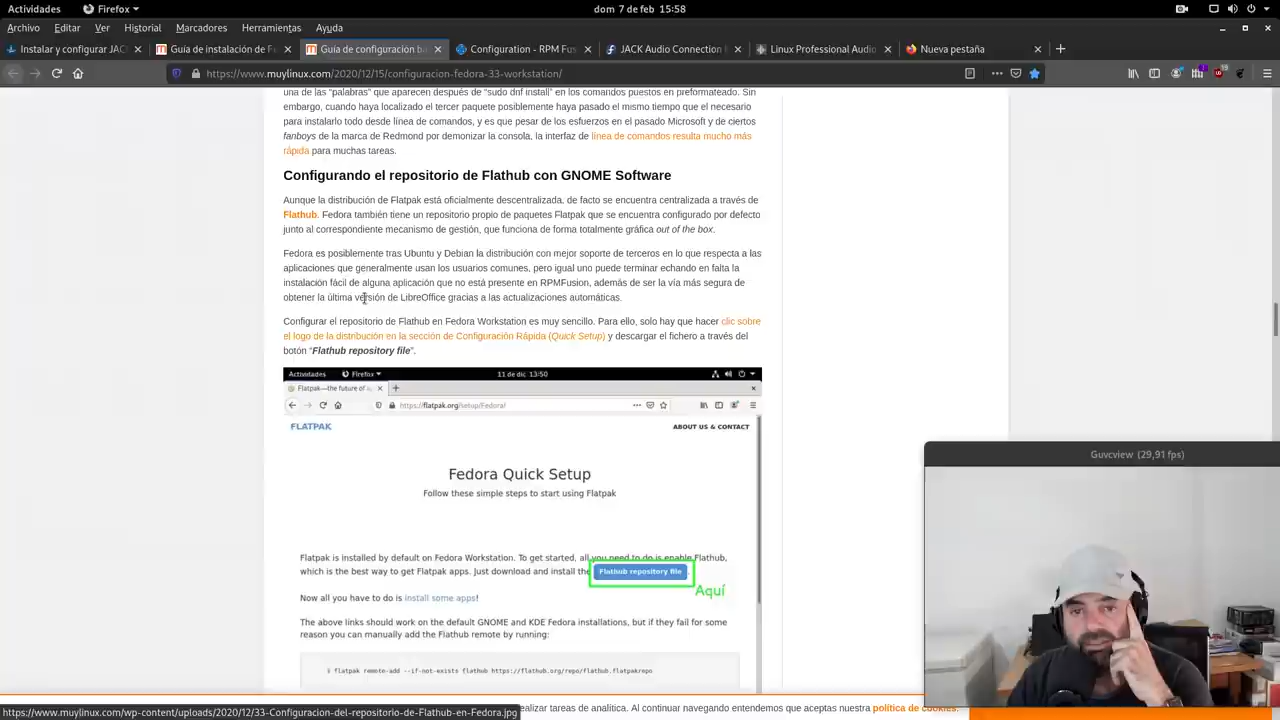 Actividades
Firefox
dom 7 de feb 15:58
Archivo Editar Ver Historial Marcadores Herramientas Ayuda
Instalar y configurar JAC
Guía de instalación de F
Guía de configuración b
Configuration - RPM Fus
JACK Audio Connection
Linux Professional Audio
Nueva pestaña
https://www.muylinux.com/2020/12/15/configuracion-fedora-33-workstation/
una de las “palabras” que aparecen después de “sudo dnf install” en los comandos puestos en preformateado. Sin
embargo, cuando haya localizado el tercer paquete posiblemente haya pasado el mismo tiempo que el necesario
para instalarlo todo desde línea de comandos, y es que pesar de los esfuerzos en el pasado Microsoft y de ciertos
fanboys de la marca de Redmond por demonizar la consola, la interfaz de línea de comandos resulta mucho más
rápida para muchas tareas.
Configurando el repositorio de Flathub con GNOME Software
Aunque la distribución de Flatpak está oficialmente descentralizada, de facto se encuentra centralizada a través de
Flathub. Fedora también tiene un repositorio propio de paquetes Flatpak que se encuentra configurado por defecto
junto al correspondiente mecanismo de gestión, que funciona de forma totalmente gráfica out of the box.
Fedora es posiblemente tras Ubuntu y Debian la distribución con mejor soporte de terceros en lo que respecta a las
aplicaciones que generalmente usan los usuarios comunes, pero igual uno puede terminar echando en falta la
instalación fácil de alguna aplicación que no está presente en RPMFusion, además de ser la vía más segura de
obtener la última versión de LibreOffice gracias a las actualizaciones automáticas.
Configurar el repositorio de Flathub en Fedora Workstation es muy sencillo. Para ello, solo hay que hacer clic sobre
el logo de la distribución en la sección de Configuración Rápida (Quick Setup) y descargar el fichero a través del
botón “Flathub repository file”.
Actividades
Firefox
11 de dic 13:50
Flatpak—the future of a
https://flatpak.org/setup/Fedora/
FLATPAK
ABOUT US & CONTACT
Fedora Quick Setup
Follow these simple steps to start using Flatpak
Flatpak is installed by default on Fedora Workstation. To get started, all you need to do is enable Flathub,
which is the best way to get Flatpak apps. Just download and install the Flathub repository file
Aquí
Now all you have to do is install some apps!
The above links should work on the default GNOME and KDE Fedora installations, but if they fail for some
reason you can manually add the Flathub remote by running:
$ flatpak remote-add --if-not-exists flathub https://flathub.org/repo/flathub.flatpakrepo
Guvcview (29,91 fps)
https://www.muylinux.com/wp-content/uploads/2020/12/33-Configuracion-del-repositorio-de-Flathub-en-Fedora.jpg
realizar tareas de analítica. Al continuar navegando entendemos que aceptas nuestra política de cookies.